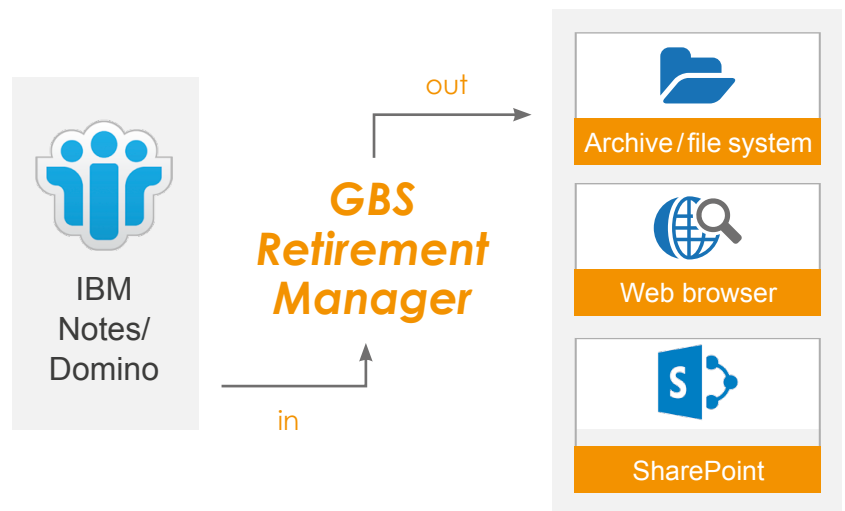 IBM
Notes/
Domino
in
GBS
Retirement
Manager
out
Archive/file system
Web browser
S
SharePoint